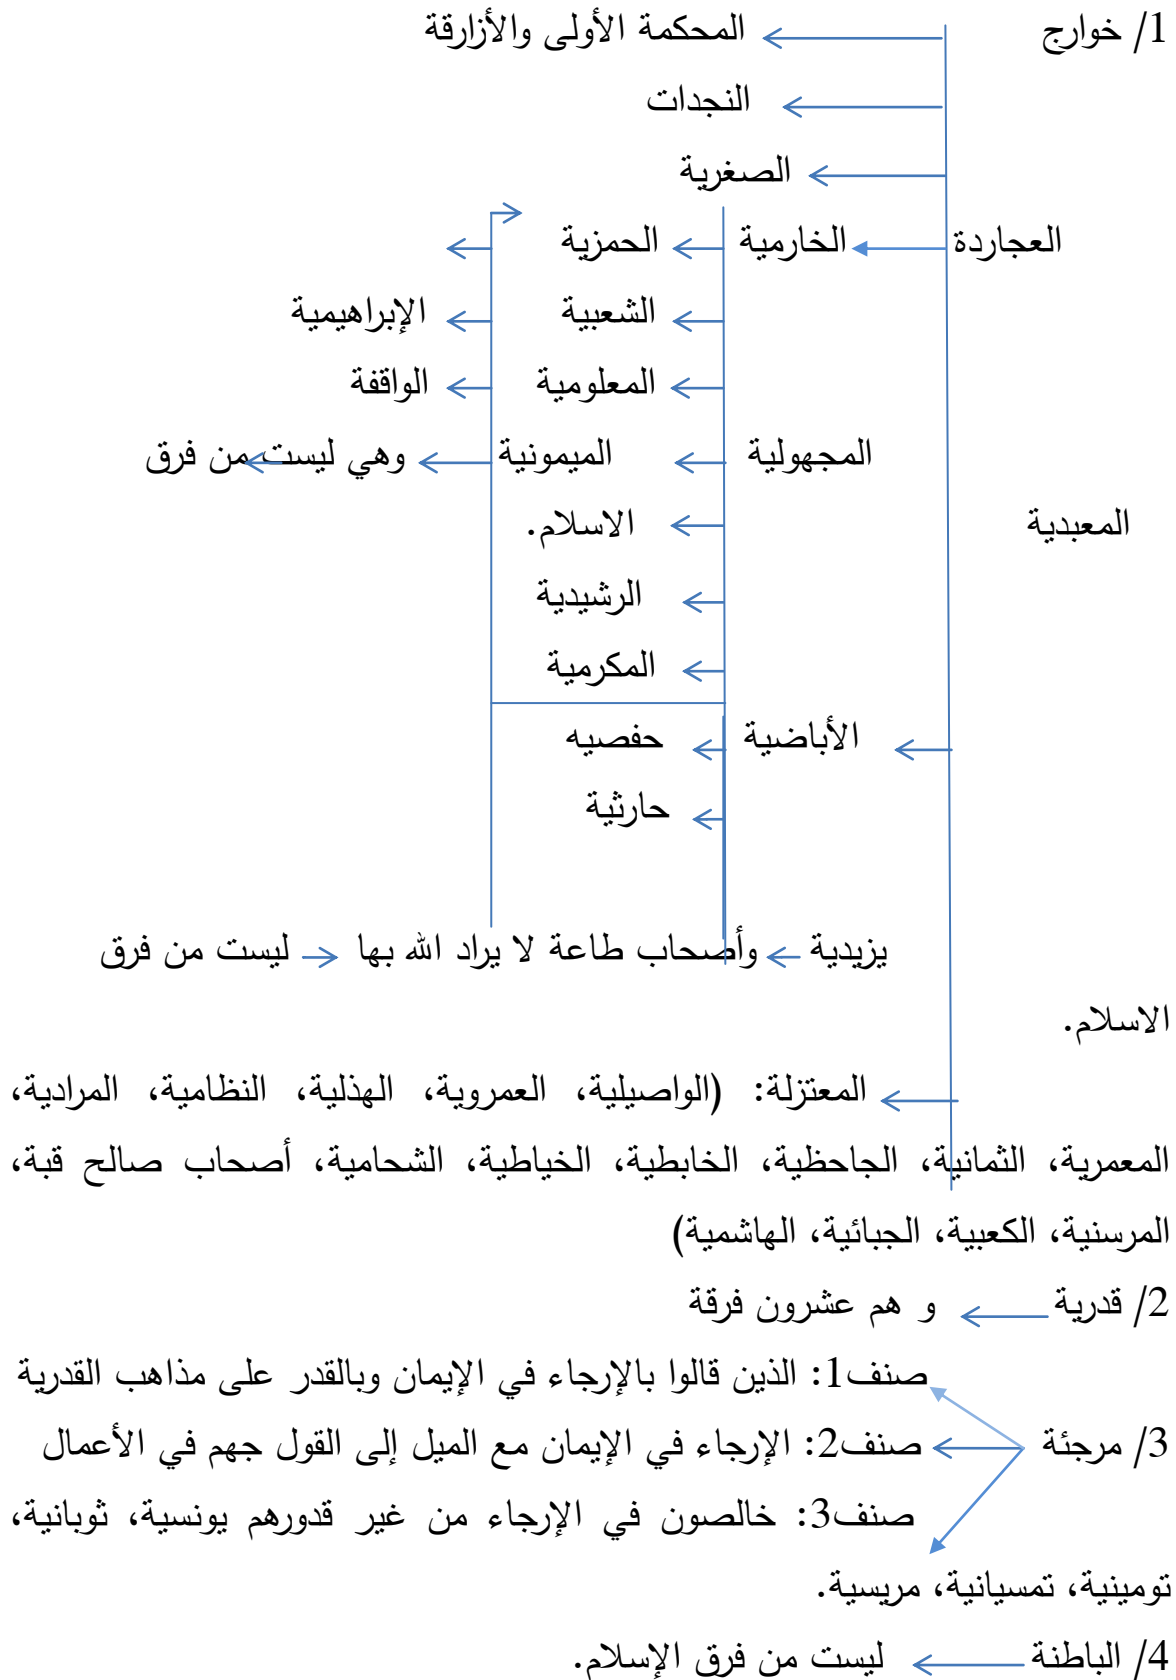 1/ خوارج المحكمة الأولى والأزارقة
النجدات
الصغرية
العجاردة الخارمية الحمزية
الشعبية الإبراهيمية
المعلومية الواقفة
المجهولية الميمونية وهي ليست من فرق
المعبدية الاسلام.
الرشيدية
المكرمية
الأباضية حفصيه
حارثية
يزيدية وأصحاب طاعة لا يراد الله بها ليست من فرق
الاسلام.
المعتزلة: (الواصيلية، العمروية، الهذلية، النظامية، المرادية،
المعمرية، الثمانية، الجاحظية، الخابطية، الخياطية، الشحامية، أصحاب صالح قبة،
المرسنية، الكعبية، الجبائية، الهاشمية)
2/ قدرية و هم عشرون فرقة
صنف1: الذين قالوا بالإرجاء في الإيمان وبالقدر على مذاهب القدرية
3/ مرجئة صنف2: الإرجاء في الإيمان مع الميل إلى القول جهم في الأعمال
صنف3: خالصون في الإرجاء من غير قدورهم يونسية، ثوبانية،
تومينية، تمسيانية، مريسية.
4/ الباطنة ليست من فرق الإسلام.